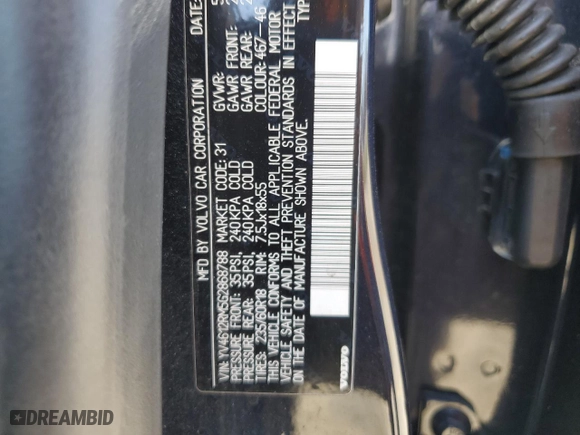 MFD BY VOLVO CAR CORPORATION DATE:
VIN: MARKET CODE: 31 GVWR:
PRESSURE FRONT: 35PSI, 240KPA COLD GAWR FRONT:
PRESSURE REAR: 35PSI, 240KPA COLD GAWR REAR:
TIRES: 235/60R18 RIM: 7.5Jx18x55 COLOUR: 467--46
THIS VEHICLE CONFORMS TO ALL APPLICABLE FEDERAL MOTOR
VEHICLE SAFETY AND THEFT PREVENTION STANDARDS IN EFFECT
ON THE DATE OF MANUFACTURE SHOWN ABOVE. TYP
VOLVO
DREAMBID